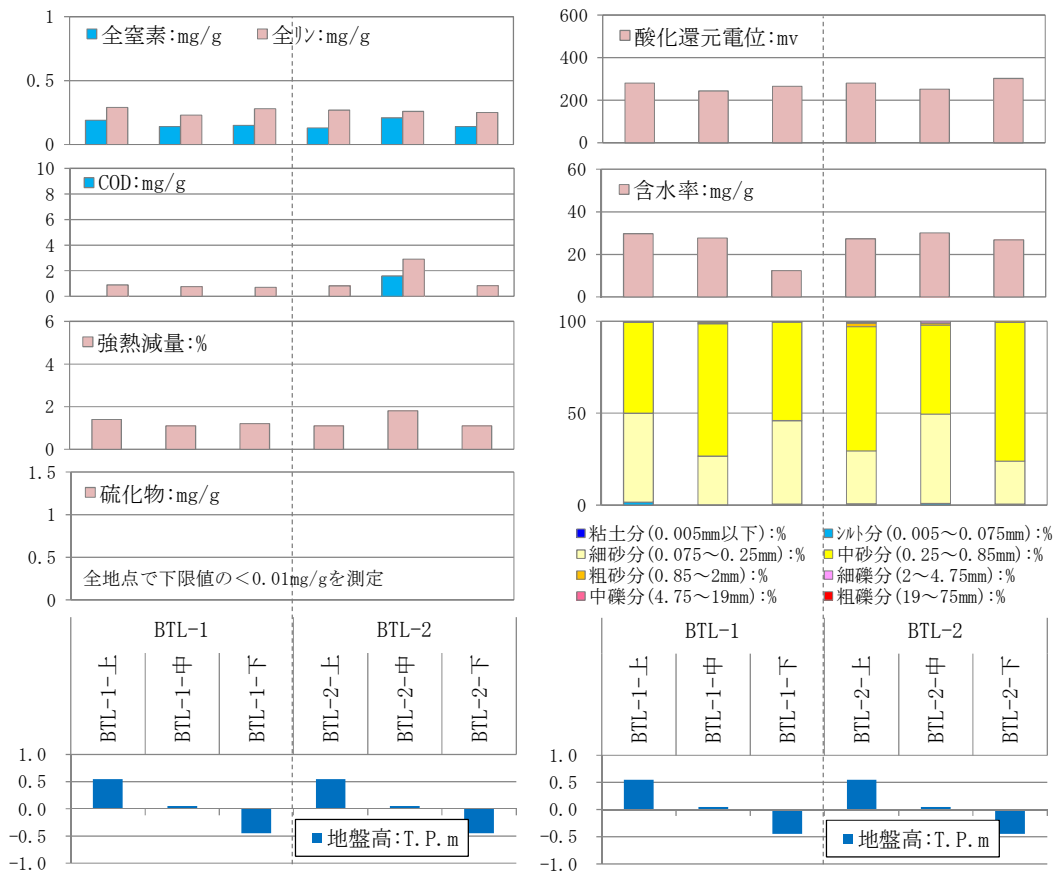 1
0.5
0
全窒素:mg/g
全リン:mg/g
10
8
6
4
2
0
COD:mg/g
6
4
2
0
強熱減量:%
1.5
1
0.5
0
硫化物:mg/g
全地点で下限値の<0.01mg/gを測定
BTL-1
BTL-2
BTL-1-上
BTL-1-中
BTL-1-下
BTL-2-上
BTL-2-中
BTL-2-下
1.0
0.5
0.0
-0.5
-1.0
地盤高:T.P.m
600
400
200
0
酸化還元電位:mv
60
40
20
0
含水率:mg/g
100
50
0
粘土分(0.005mm以下):%
シルト分(0.005～0.075mm):%
細砂分(0.075～0.25mm):%
中砂分(0.25～0.85mm):%
粗砂分(0.85～2mm):%
細礫分(2～4.75mm):%
中礫分(4.75～19mm):%
粗礫分(19～75mm):%
BTL-1
BTL-2
BTL-1-上
BTL-1-中
BTL-1-下
BTL-2-上
BTL-2-中
BTL-2-下
1.0
0.5
0.0
-0.5
-1.0
地盤高:T.P.m